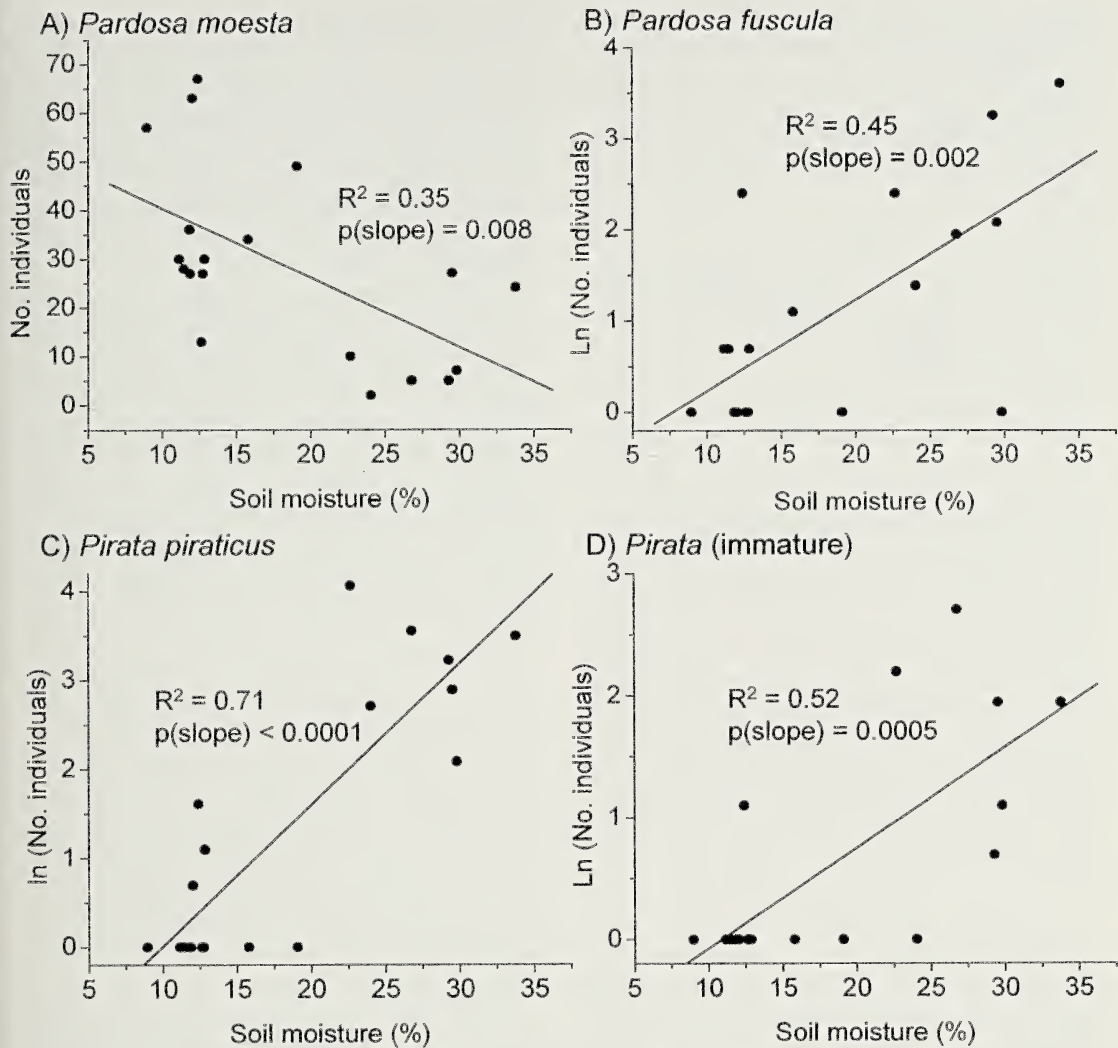 A) Pardosa moesta
70
60
50
40
30
20
10
0
No. individuals
R² = 0.35
p(slope) = 0.008
5 10 15 20 25 30 35
Soil moisture (%)
B) Pardosa fuscula
4
3
2
1
0
Ln (No. individuals)
R² = 0.45
p(slope) = 0.002
5 10 15 20 25 30 35
Soil moisture (%)
C) Pirata piraticus
4
3
2
1
0
ln (No. individuals)
R² = 0.71
p(slope) < 0.0001
5 10 15 20 25 30 35
Soil moisture (%)
D) Pirata (immature)
3
2
1
0
Ln (No. individuals)
R² = 0.52
p(slope) = 0.0005
5 10 15 20 25 30 35
Soil moisture (%)